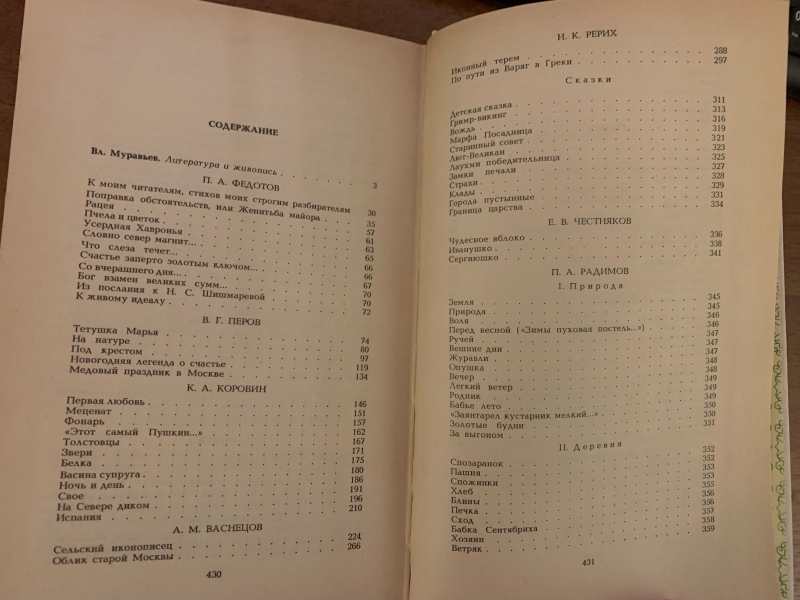 СОДЕРЖАНИЕ
Вл. Муравьев. Литература и живопись . . . . . . . 3
П. А. ФЕДОТОВ
К моим читателям, стихов моих строгим разбирателям 30
Поправка обстоятельств, или Женитьба майора . . . 35
Рацея . . . . . . . 57
Пчела и цветок . . . . . . . 61
Усердная Хавронья . . . . . . . 63
Словно север магнит... . . . . . . . 65
Что слеза течет... . . . . . . . 66
Счастье заперто золотым ключом... . . . . . . . 66
Со вчерашнего дня... . . . . . . . 67
Бог взамен великих сумм... . . . . . . . 70
Из послания к Н. С. Шишмаревой . . . . . . . 70
К живому идеалу . . . . . . . 72
В. Г. ПЕРОВ
Тетушка Марья . . . . . . . 74
На натуре . . . . . . . 80
Под крестом . . . . . . . 97
Новогодняя легенда о счастье . . . . . . . 119
Медовый праздник в Москве . . . . . . . 134
К. А. КОРОВИН
Первая любовь . . . . . . . 146
Меценат . . . . . . . 151
Фонарь . . . . . . . 157
«Этот самый Пушкин...» . . . . . . . 162
Толстовцы . . . . . . . 167
Звери . . . . . . . 171
Белка . . . . . . . 175
Васина супруга . . . . . . . 180
Ночь и день . . . . . . . 186
Свое . . . . . . . 191
На Севере диком . . . . . . . 196
Испания . . . . . . . 210
А. М. ВАСНЕЦОВ
Сельский иконописец . . . . . . . 224
Облик старой Москвы . . . . . . . 266
430
Н. К. РЕРИХ
Иконный терем . . . . . . . 288
По пути из Варяг в Греки . . . . . . . 297
Сказки
Детская сказка . . . . . . . 311
Гримр-викинг . . . . . . . 313
Вождь . . . . . . . 316
Марфа Посадница . . . . . . . 319
Старинный совет . . . . . . . 321
Лют-Великан . . . . . . . 323
Лаухми победительница . . . . . . . 325
Замки печали . . . . . . . 327
Страхи . . . . . . . 328
Клады . . . . . . . 329
Города пустынные . . . . . . . 331
Граница царства . . . . . . . 334
Е. В. ЧЕСТНЯКОВ
Чудесное яблоко . . . . . . . 336
Иванушко . . . . . . . 338
Сергиюшко . . . . . . . 341
П. А. РАДИМОВ
I. Природа
Земля . . . . . . . 345
Природа . . . . . . . 345
Воля . . . . . . . 346
Перед весной («Зимы пуховая постель...») . . . . . . . 346
Ручей . . . . . . . 347
Вешние дни . . . . . . . 347
Журавли . . . . . . . 347
Опушка . . . . . . . 348
Вечер . . . . . . . 348
Легкий ветер . . . . . . . 349
Родник . . . . . . . 349
Бабье лето . . . . . . . 349
«Заянтарел кустарник мелкий...» . . . . . . . 350
Золотые будни . . . . . . . 350
За выгоном . . . . . . . 351
II. Деревня
Спозаранок . . . . . . . 352
Пашня . . . . . . . 352
Спожинки . . . . . . . 353
Хлеб . . . . . . . 353
Блины . . . . . . . 355
Печка . . . . . . . 356
Сход . . . . . . . 356
Бабка Сентябриха . . . . . . . 357
Хозяин . . . . . . . 358
Ветряк . . . . . . . 359
431